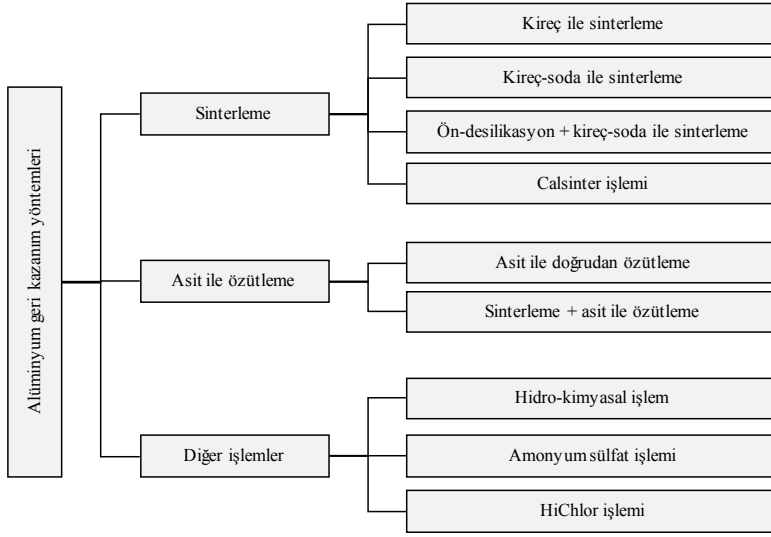 Alüminyum geri kazanım yöntemleri
Sinterleme
Kireç ile sinterleme
Kireç-soda ile sinterleme
Ön-desilikasyon + kireç-soda ile sinterleme
Calsinter işlemi
Asit ile özütleme
Asit ile doğrudan özütleme
Sinterleme + asit ile özütleme
Diğer işlemler
Hidro-kimyasal işlem
Amonyum sülfat işlemi
HiChlor işlemi